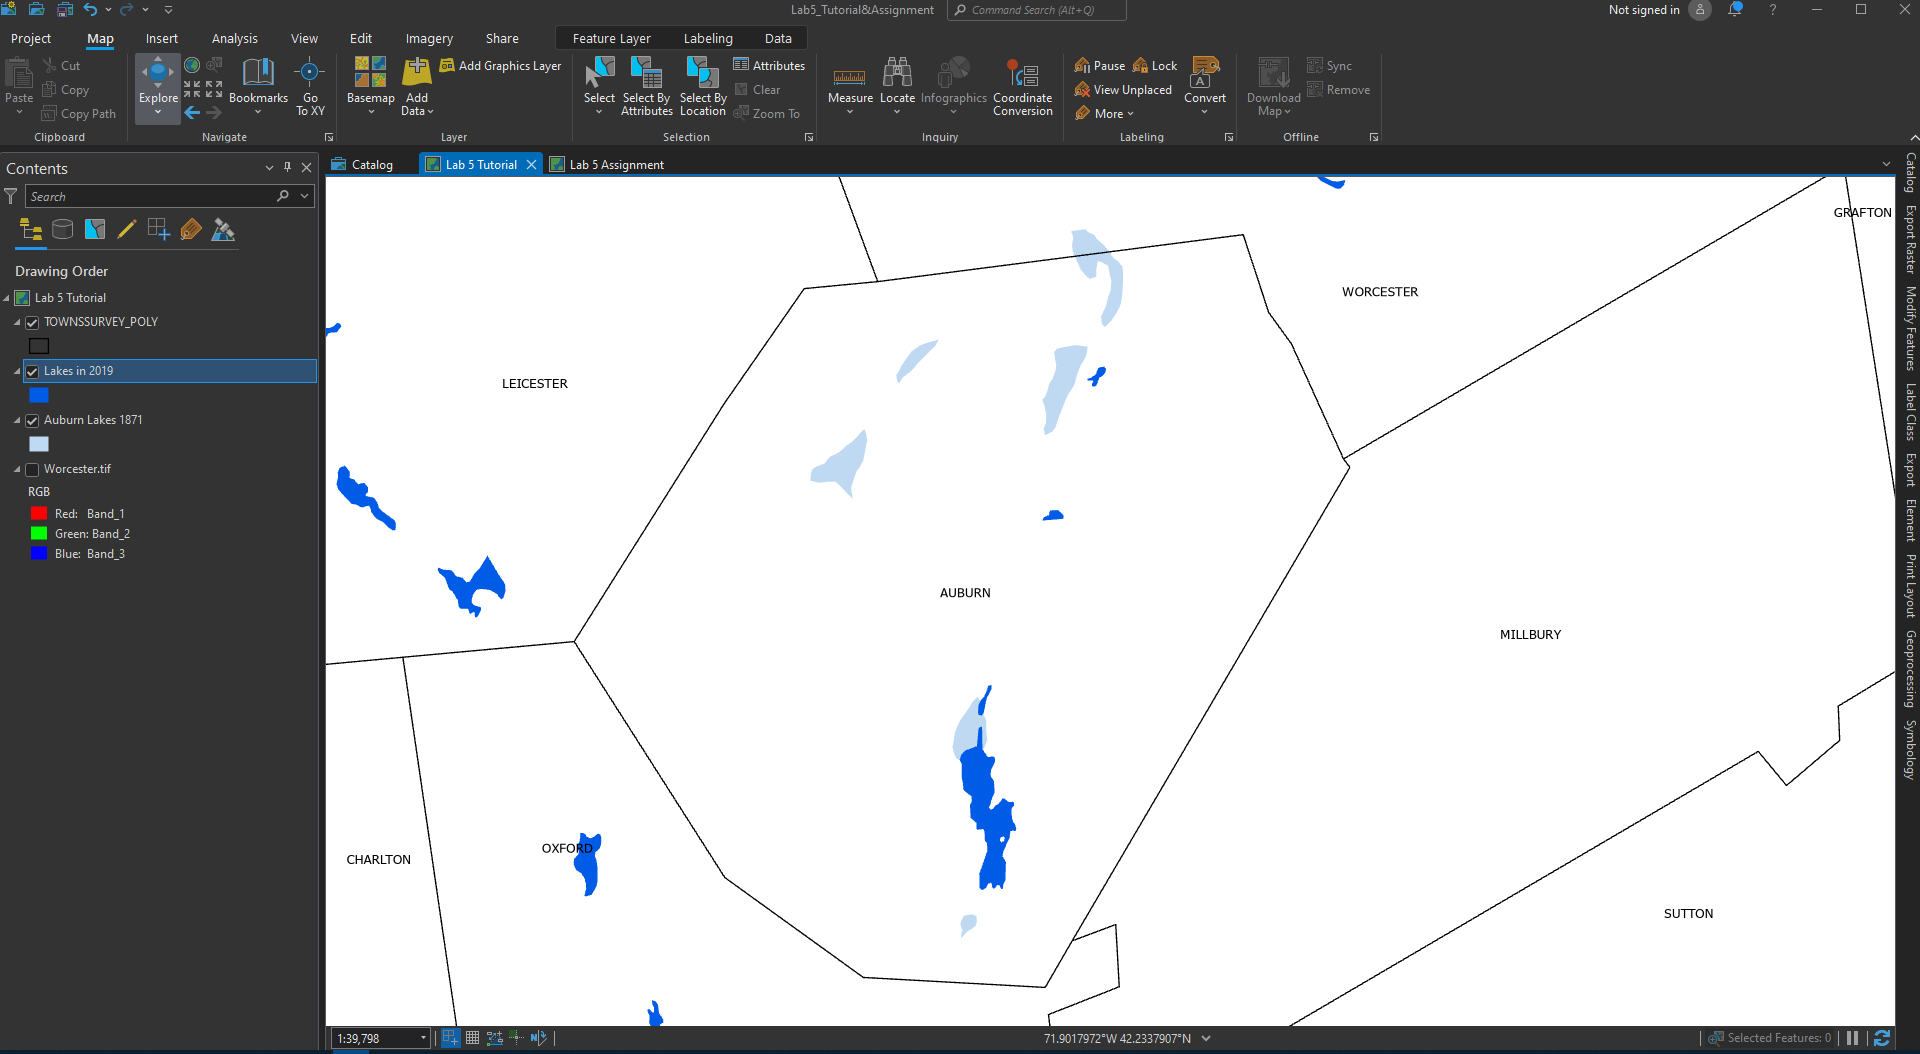 Lab5_Tutorial&Assignment
Command Search (Alt+Q)
Not signed in
?
Project
Map
Insert
Analysis
View
Edit
Imagery
Share
Feature Layer
Labeling
Data
Paste
Cut
Copy
Copy Path
Clipboard
Explore
Bookmarks
Go
To XY
Navigate
Basemap
Add
Data
Add Graphics Layer
Layer
Select
Select By
Attributes
Select By
Location
Attributes
Clear
Zoom To
Selection
Measure
Locate
Infographics
Coordinate
Conversion
Inquiry
Pause
Lock
View Unplaced
More
Convert
Labeling
Download
Map
Sync
Remove
Offline
Contents
Search
Drawing Order
Lab 5 Tutorial
TOWNSSURVEY_POLY
Lakes in 2019
Auburn Lakes 1871
Worcester.tif
RGB
Red: Band_1
Green: Band_2
Blue: Band_3
Catalog
Lab 5 Tutorial
Lab 5 Assignment
GRAFTON
WORCESTER
LEICESTER
AUBURN
MILLBURY
OXFORD
CHARLTON
SUTTON
1:39,798
71.9017972°W 42.2337907°N
Selected Features: 0
Catalog
Export Raster
Modify Features
Label Class
Export
Element
Print Layout
Geoprocessing
Symbology